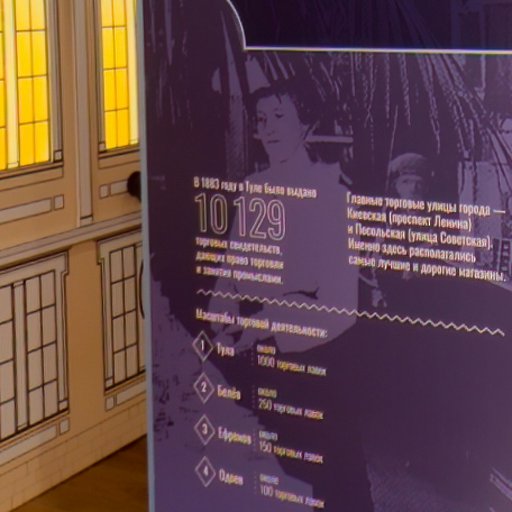 В 1883 году в Туле было выдано
10 129
торговых свидетельств,
дающих право торговли
и занятия промыслами.
Главные торговые улицы города —
Киевская (проспект Ленина)
и Посольская (улица Советская).
Именно здесь располагались
самые лучшие и дорогие магазины.
Масштабы торговой деятельности:
1 Тула
около
1000 торговых лавок
2 Белёв
около
250 торговых лавок
3 Ефремов
около
150 торговых лавок
4 Одоев
около
100 торговых лавок